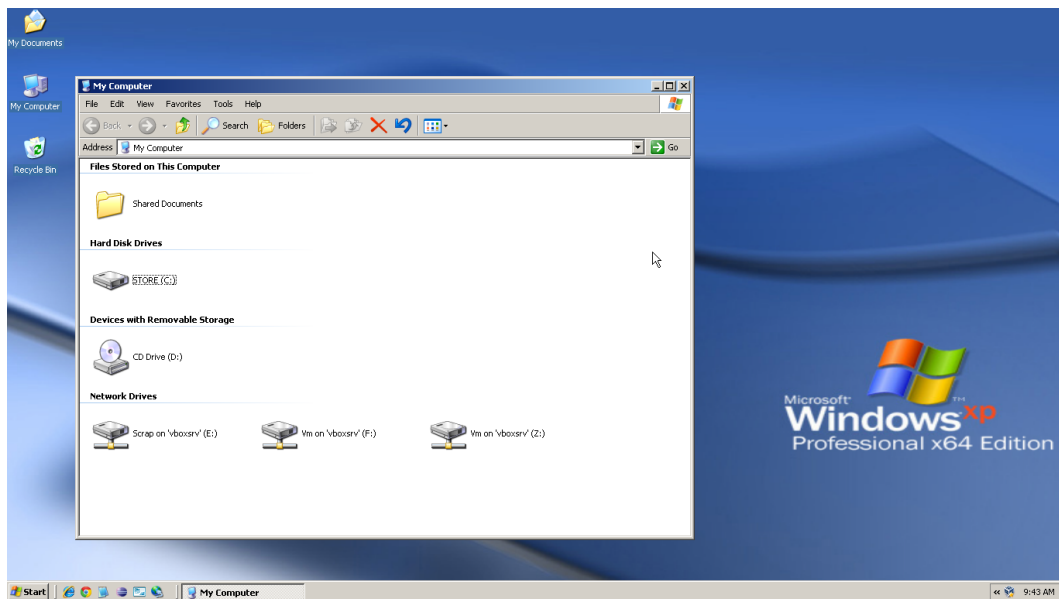 My Documents
My Computer
Recycle Bin
My Computer
File Edit View Favorites Tools Help
Back Search Folders
Address My Computer Go
Files Stored on This Computer
Shared Documents
Hard Disk Drives
STORE (C:)
Devices with Removable Storage
CD Drive (D:)
Network Drives
Scrap on 'vboxsrv' (E:) Vm on 'vboxsrv' (F:) Vm on 'vboxsrv' (Z:)
Microsoft
Windows xp TM
Professional x64 Edition
Start My Computer « 9:43 AM